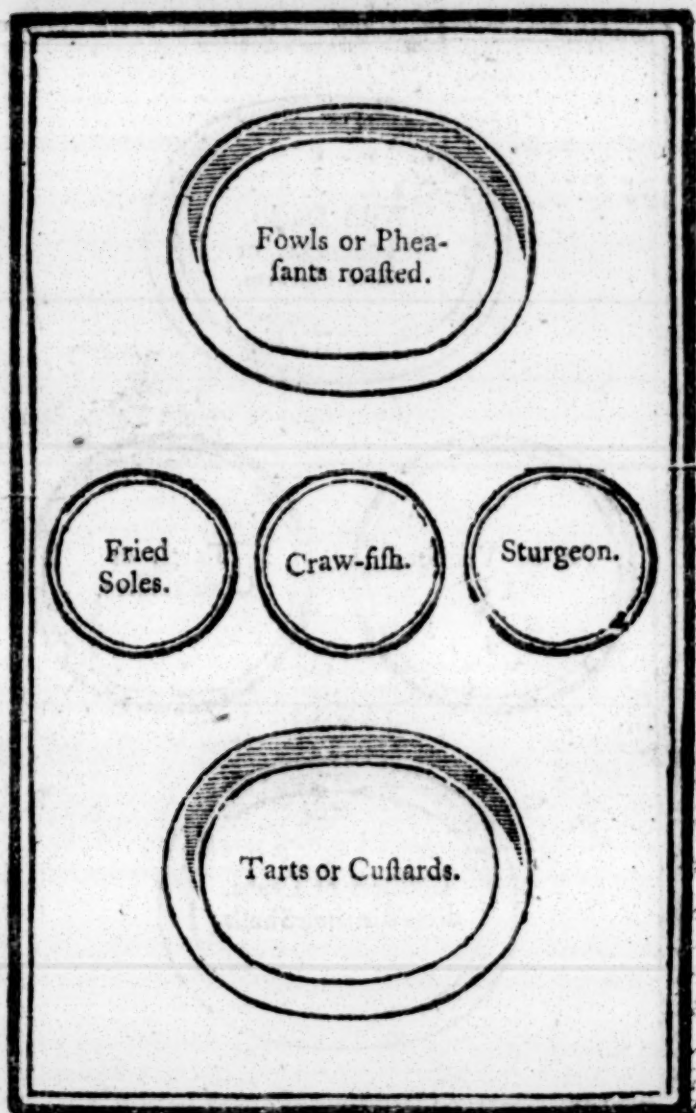 Fowls or Phea-
ſants roaſted.
Fried
Soles.
Craw-fiſh.
Sturgeon.
Tarts or Cuſtards.